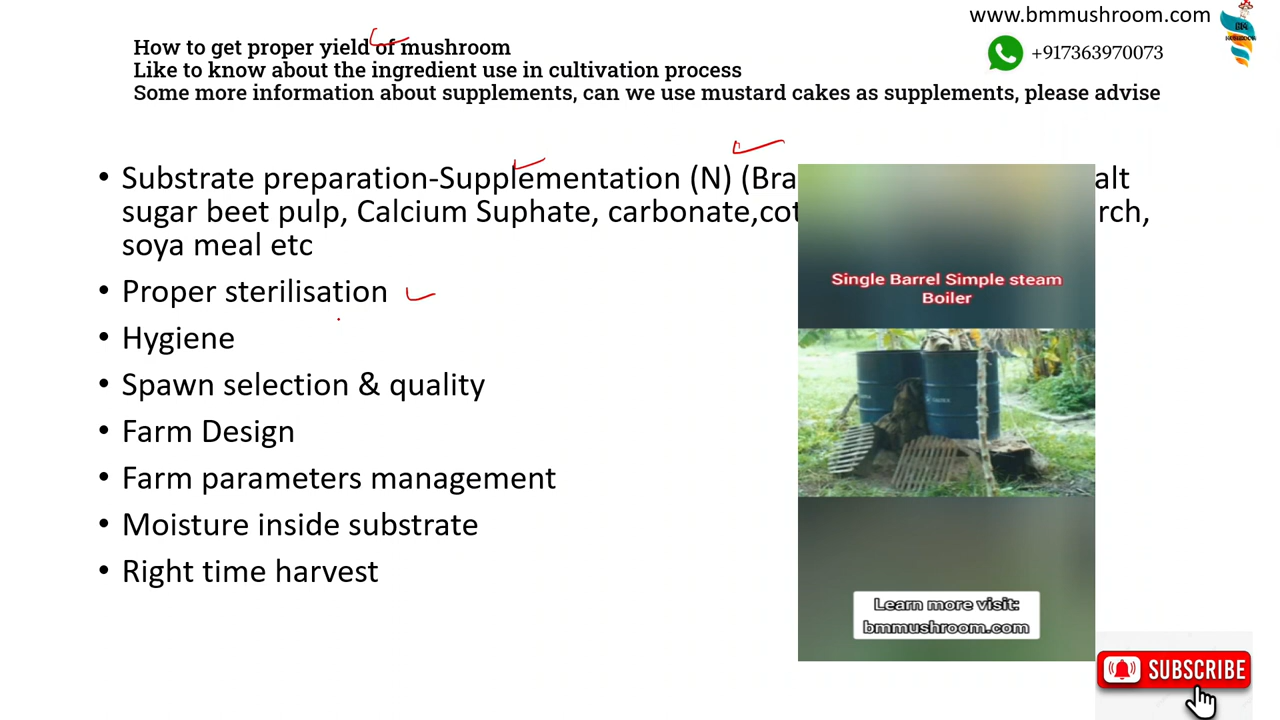 www.bmmushroom.com
How to get proper yield of mushroom
+917363970073
Like to know about the ingredient use in cultivation process
Some more information about supplements, can we use mustard cakes as supplements, please advise
• Substrate preparation-Supplementation (N) (Bra alt
sugar beet pulp, Calcium Suphate, carbonate,cot rch,
soya meal etc
• Proper sterilisation
• Hygiene
• Spawn selection & quality
• Farm Design
• Farm parameters management
• Moisture inside substrate
• Right time harvest
Single Barrel Simple steam
Boiler
Learn more visit:
bmmushroom.com
SUBSCRIBE